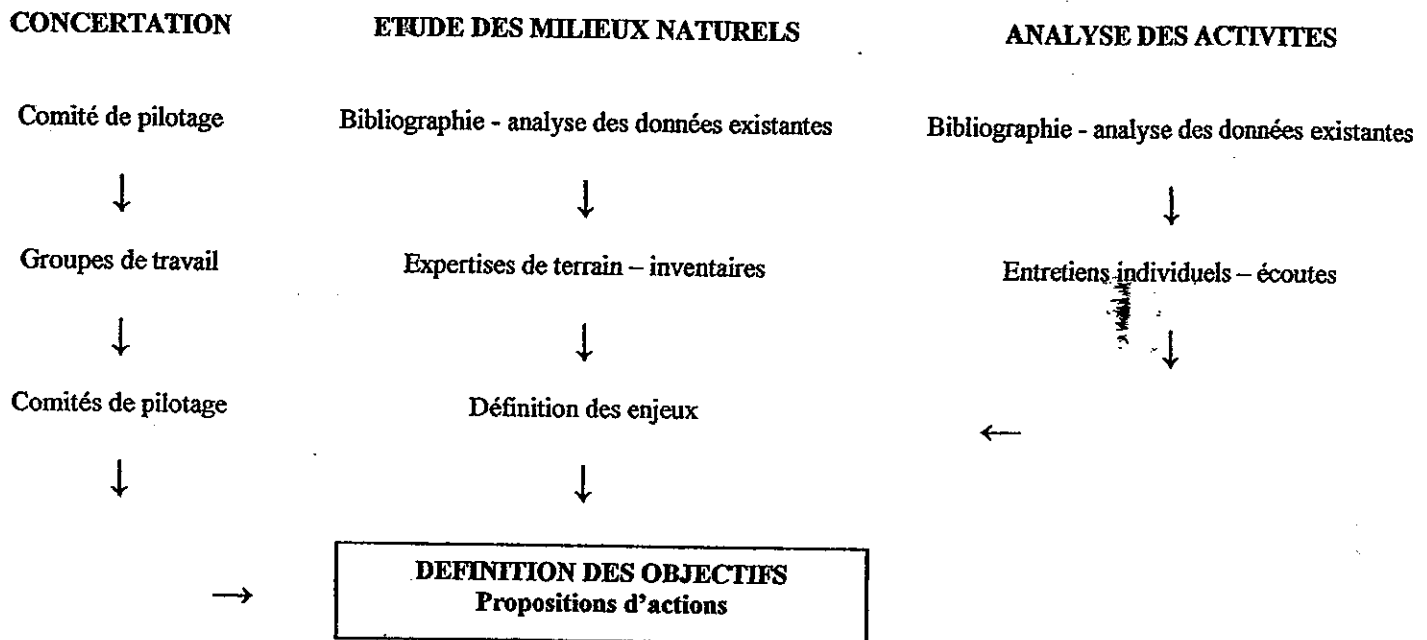 CONCERTATION
Comité de pilotage
↓
Groupes de travail
↓
Comités de pilotage
↓
→
ETUDE DES MILIEUX NATURELS
Bibliographie - analyse des données existantes
↓
Expertises de terrain – inventaires
↓
Définition des enjeux
↓
DEFINITION DES OBJECTIFS
Propositions d'actions
ANALYSE DES ACTIVITES
Bibliographie - analyse des données existantes
↓
Entretiens individuels – écoutes
↓
←